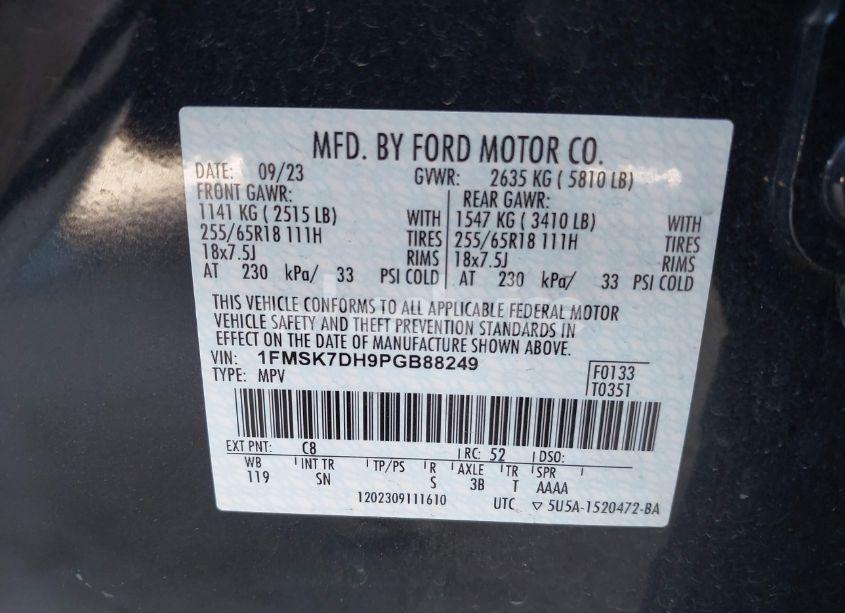 MFD. BY FORD MOTOR CO.
DATE: 09/23 GVWR: 2635 KG ( 5810 LB)
FRONT GAWR: REAR GAWR:
1141 KG ( 2515 LB) WITH 1547 KG ( 3410 LB) WITH
255/65R18 111H TIRES 255/65R18 111H TIRES
18x7.5J RIMS 18x7.5J RIMS
AT 230 kPa/ 33 PSI COLD AT 230 kPa/ 33 PSI COLD
THIS VEHICLE CONFORMS TO ALL APPLICABLE FEDERAL MOTOR
VEHICLE SAFETY AND THEFT PREVENTION STANDARDS IN
EFFECT ON THE DATE OF MANUFACTURE SHOWN ABOVE.
VIN: 1FMSK7DH9PGB88249 F0133
TYPE: MPV T0351
EXT PNT: C8 RC: 52 DSO:
WB INT TR TP/PS R AXLE TR SPR
119 SN S 3B T AAAA
1202309111610 UTC ▽ 5U5A-1520472-BA